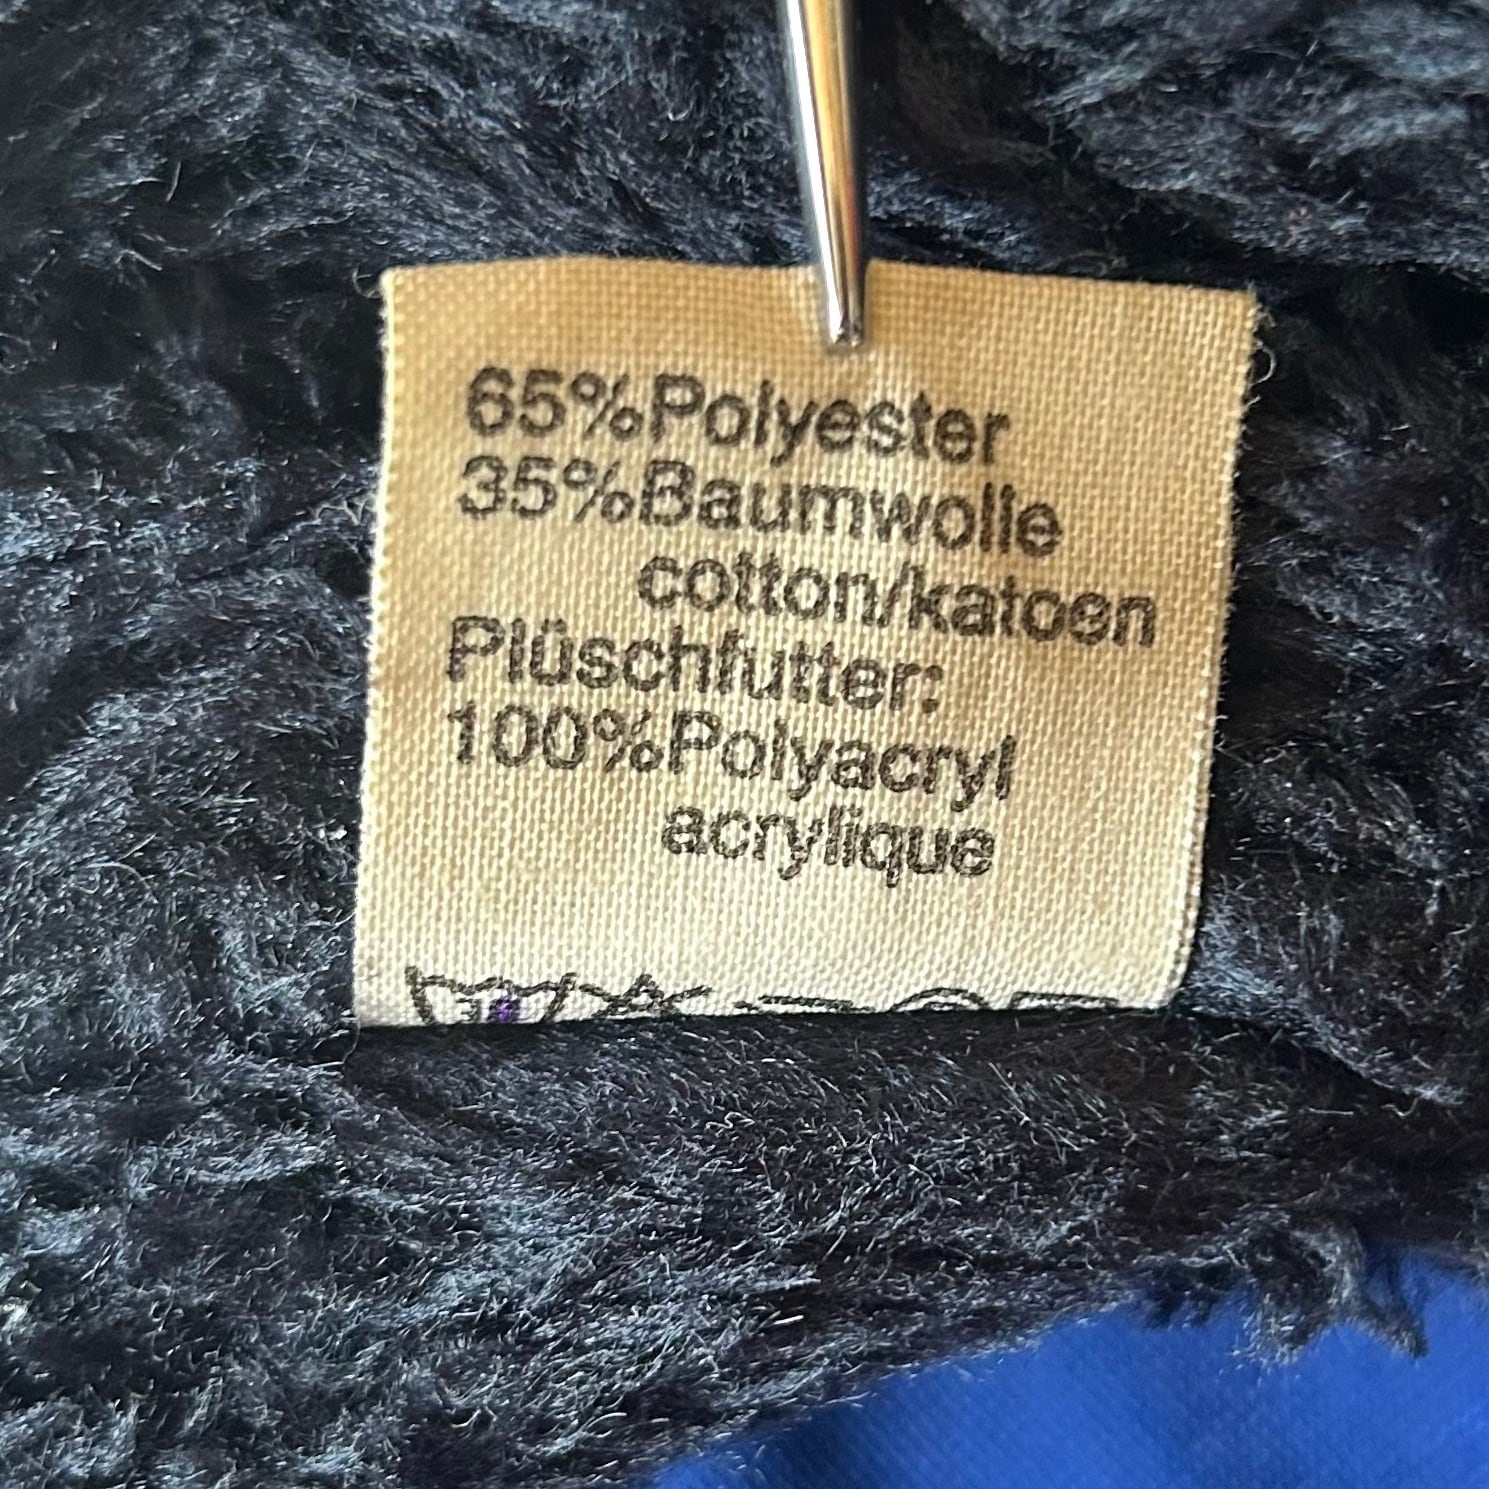 65%Polyester
35%Baumwolle
cotton/katoen
Plüschfutter:
100%Polyacryl
acrylique